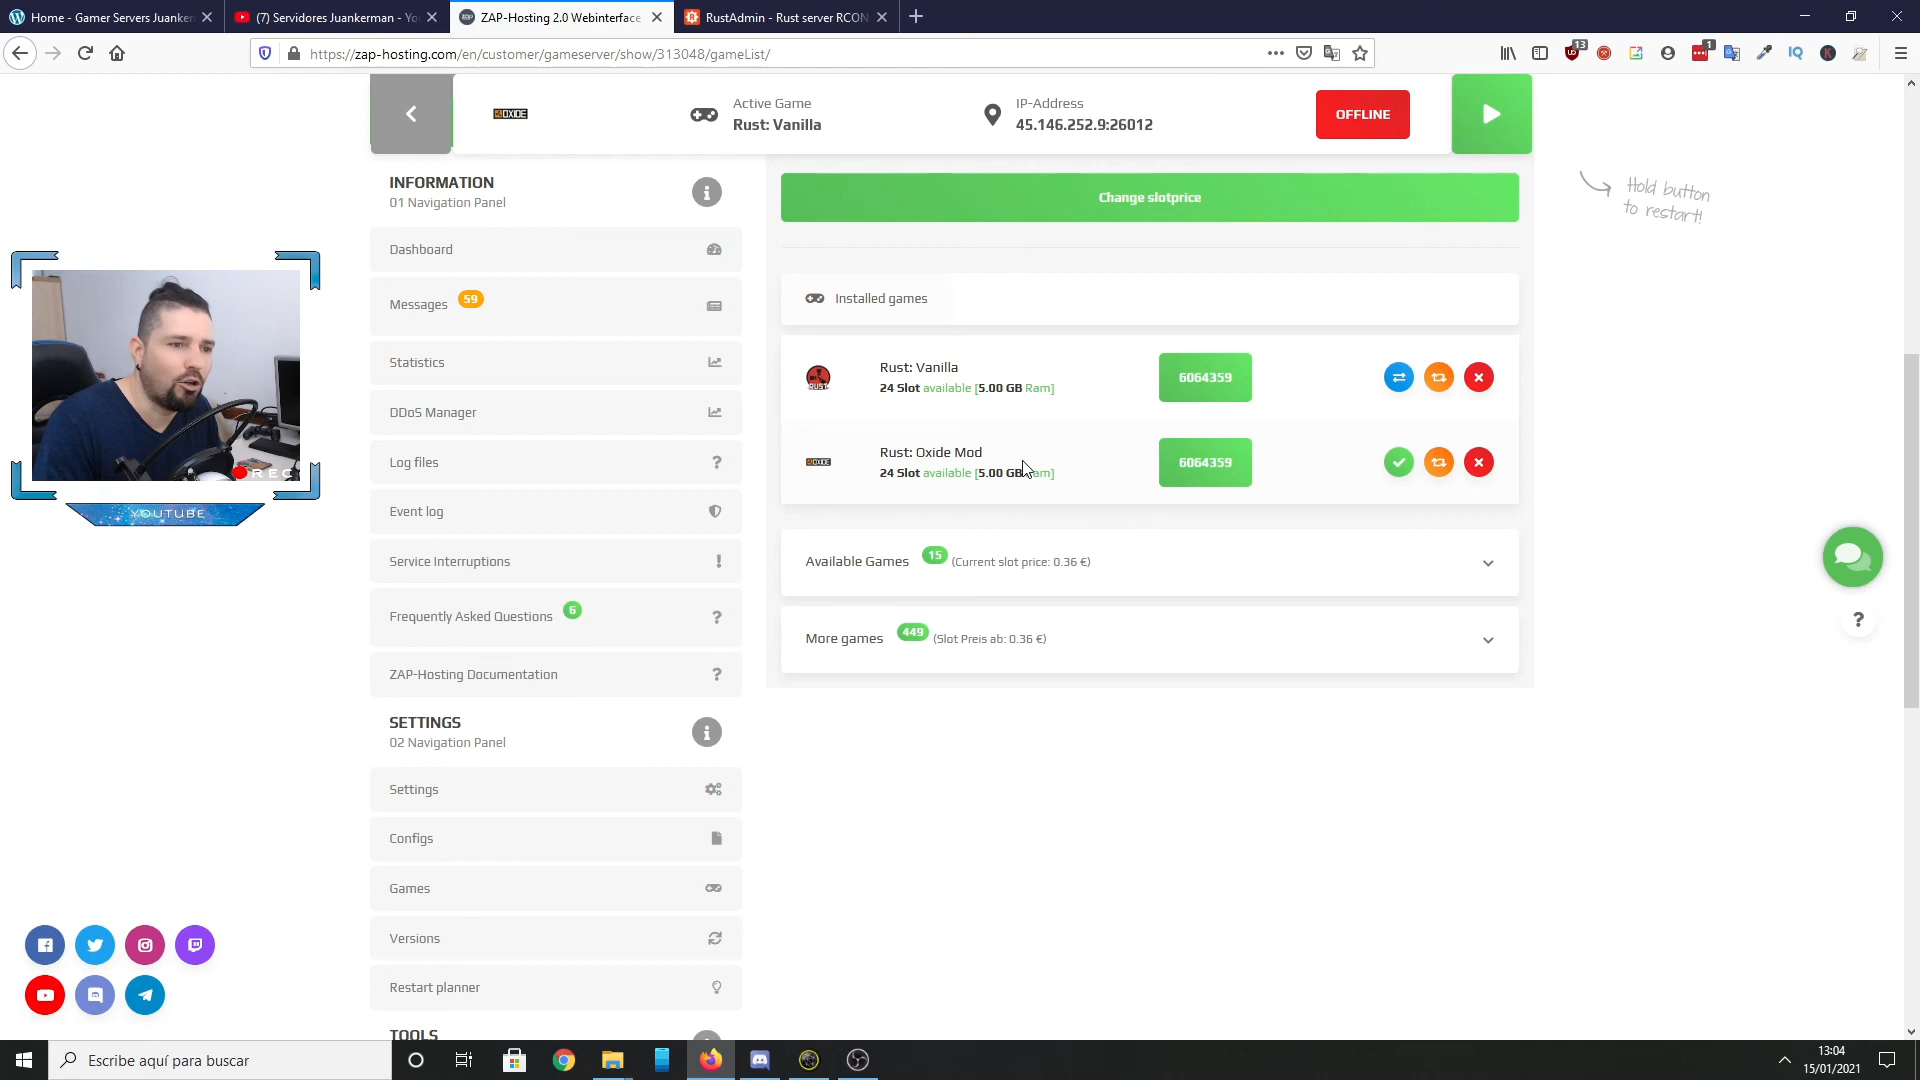 Home - Gamer Servers Juanker
(7) Servidores Juankerman - Yo
ZAP-Hosting 2.0 Webinterface
RustAdmin - Rust server RCON
https://zap-hosting.com/en/customer/gameserver/show/313048/gameList/
13
1
OXIDE
Active Game
Rust: Vanilla
IP-Address
45.146.252.9:26012
OFFLINE
Hold button
to restart!
INFORMATION
01 Navigation Panel
Dashboard
Messages 59
Statistics
DDoS Manager
Log files
Event log
Service Interruptions
Frequently Asked Questions 6
ZAP-Hosting Documentation
SETTINGS
02 Navigation Panel
Settings
Configs
Games
Versions
Restart planner
TOOLS
Change slotprice
Installed games
RUST
Rust: Vanilla
24 Slot available [5.00 GB Ram]
6064359
OXIDE
Rust: Oxide Mod
24 Slot available [5.00 GB Ram]
6064359
Available Games 15 (Current slot price: 0.36 €)
More games 449 (Slot Preis ab: 0.36 €)
REC
YOUTUBE
Escribe aquí para buscar
13:04
15/01/2021